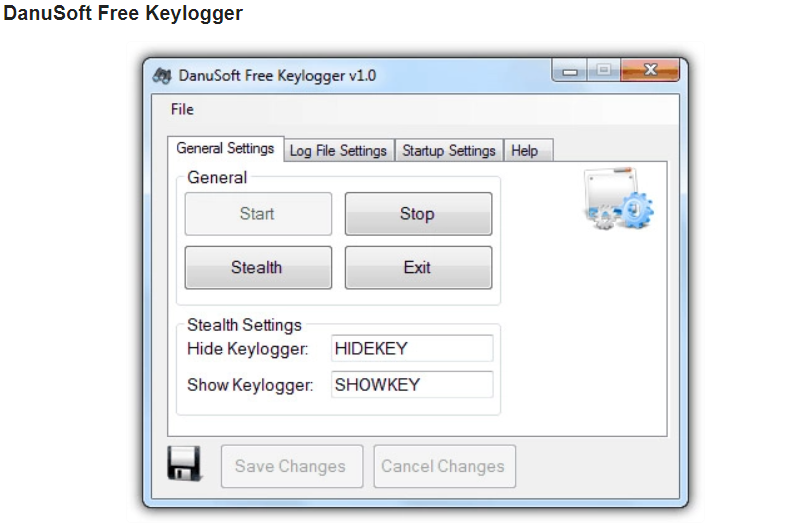 DanuSoft Free Keylogger
DanuSoft Free Keylogger v1.0
File
General Settings Log File Settings Startup Settings Help
General
Start Stop
Stealth Exit
Stealth Settings
Hide Keylogger: HIDEKEY
Show Keylogger: SHOWKEY
Save Changes Cancel Changes